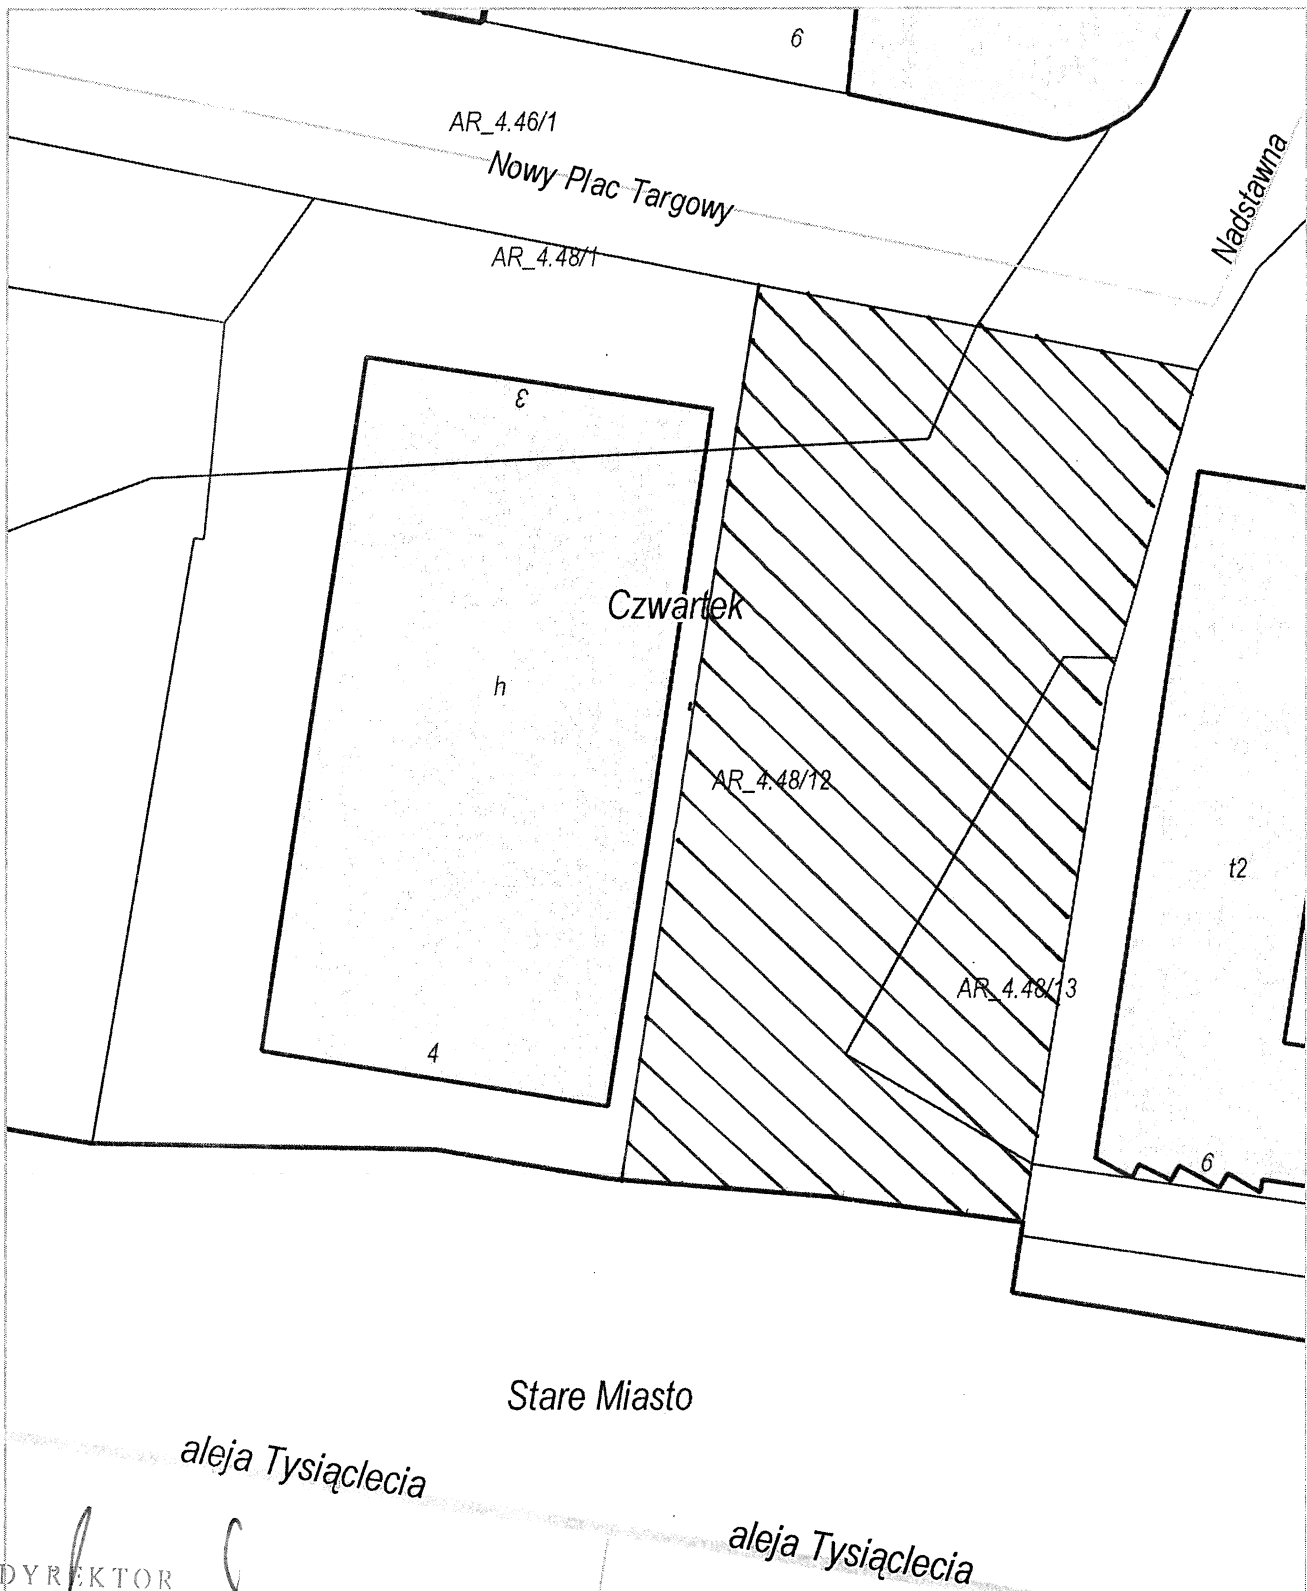 6
AR_4.46/1
Nowy Plac Targowy
Nadstawna
AR_4.48/1
3
Czwartek
h
AR_4.48/12
t2
AR_4.48/13
4
6
Stare Miasto
aleja Tysiąclecia
aleja Tysiąclecia
DYREKTOR